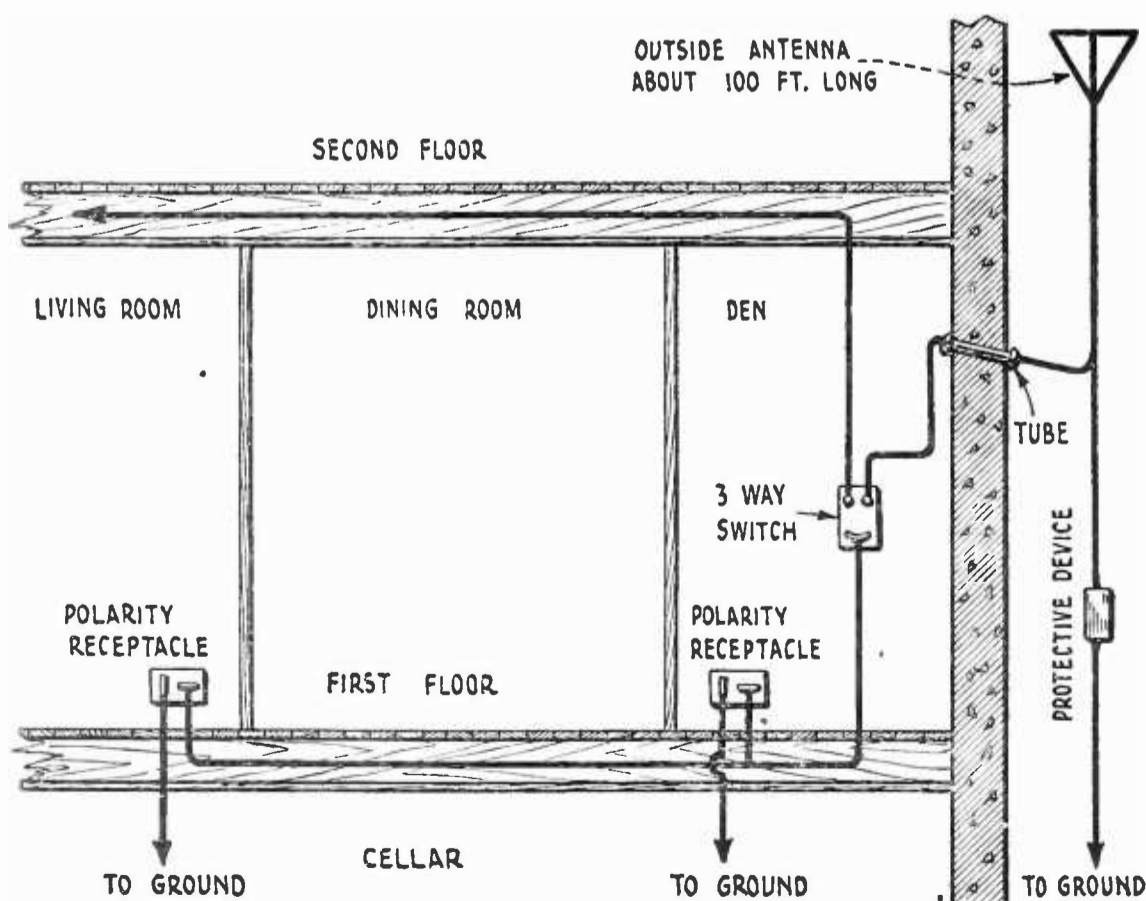 OUTSIDE ANTENNA
ABOUT 100 FT. LONG
SECOND FLOOR
LIVING ROOM
DINING ROOM
DEN
TUBE
3 WAY
SWITCH
PROTECTIVE DEVICE
POLARITY
RECEPTACLE
POLARITY
RECEPTACLE
FIRST FLOOR
CELLAR
TO GROUND
TO GROUND
TO GROUND